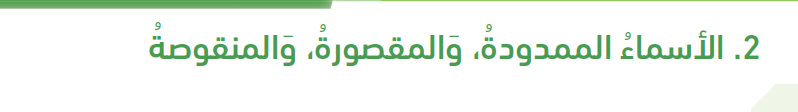 2. الأسماءُ الممدودةُ، وَالمقصورةُ، وَالمنقوصةُ